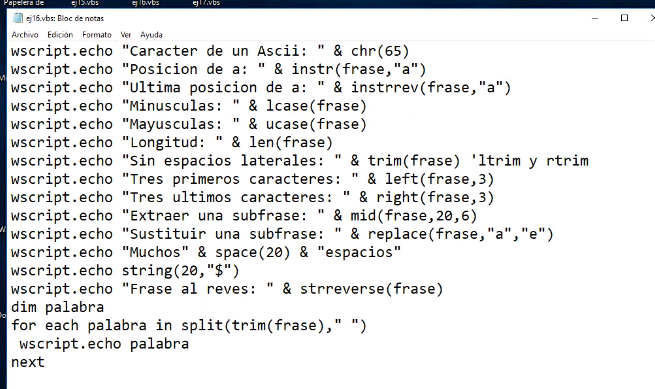 Papelera de ej15.vbs ej16.vbs ej17.vbs
ej16.vbs: Bloc de notas
Archivo Edición Formato Ver Ayuda
wscript.echo "Caracter de un Ascii: " & chr(65)
wscript.echo "Posicion de a: " & instr(frase,"a")
wscript.echo "Ultima posicion de a: " & instrrev(frase,"a")
wscript.echo "Minusculas: " & lcase(frase)
wscript.echo "Mayusculas: " & ucase(frase)
wscript.echo "Longitud: " & len(frase)
wscript.echo "Sin espacios laterales: " & trim(frase) 'ltrim y rtrim
wscript.echo "Tres primeros caracteres: " & left(frase,3)
wscript.echo "Tres ultimos caracteres: " & right(frase,3)
wscript.echo "Extraer una subfrase: " & mid(frase,20,6)
wscript.echo "Sustituir una subfrase: " & replace(frase,"a","e")
wscript.echo "Muchos" & space(20) & "espacios"
wscript.echo string(20,"$")
wscript.echo "Frase al reves: " & strreverse(frase)
dim palabra
for each palabra in split(trim(frase)," ")
 wscript.echo palabra
next